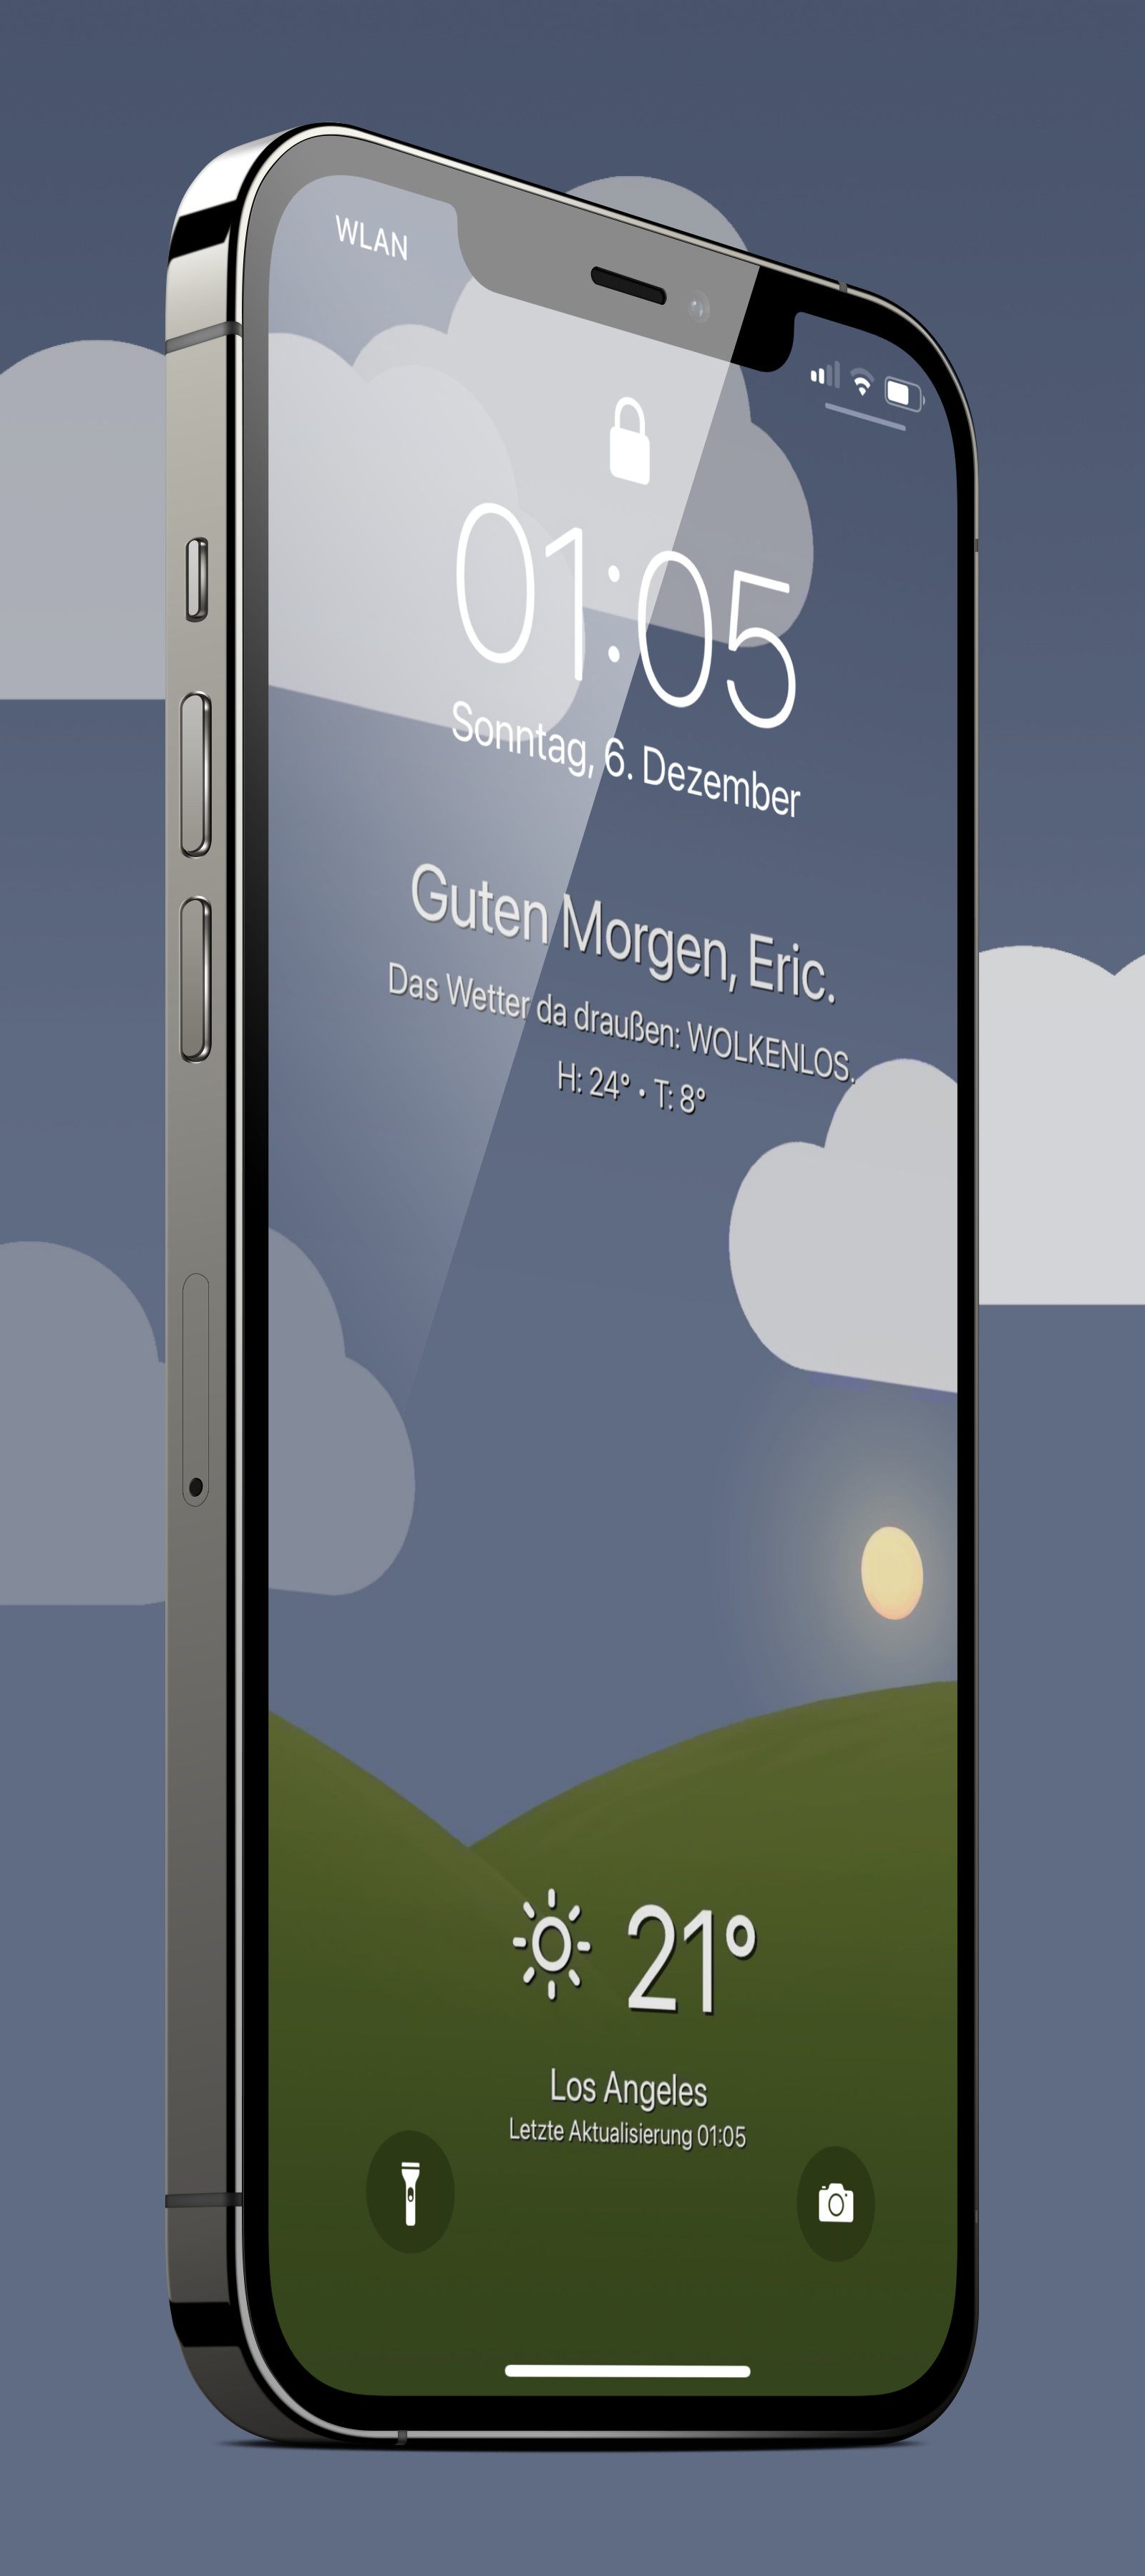 WLAN
01:05
Sonntag, 6. Dezember
Guten Morgen, Eric.
Das Wetter da draußen: WOLKENLOS.
H: 24° • T: 8°
21°
Los Angeles
Letzte Aktualisierung 01:05